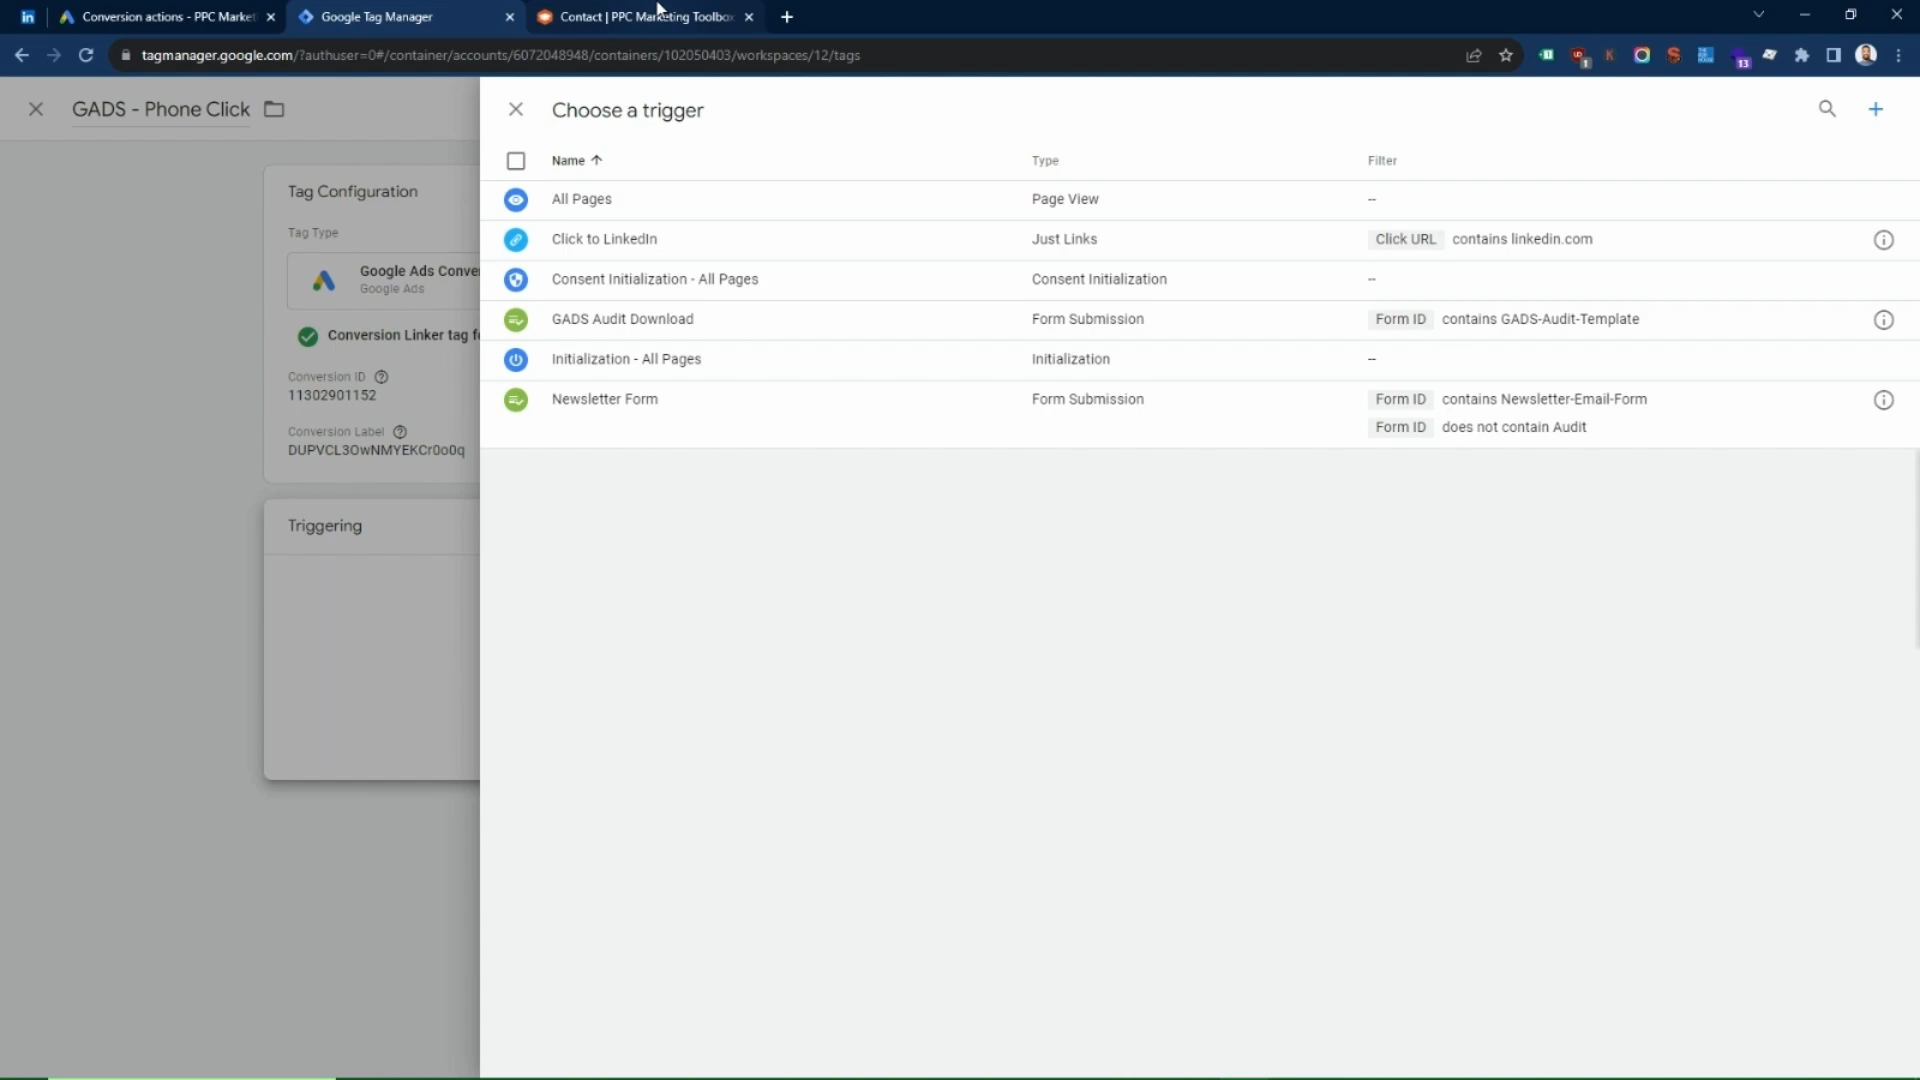 in
Conversion actions - PPC Market
Google Tag Manager
Contact | PPC Marketing Toolbox
tagmanager.google.com/?authuser=0#/container/accounts/6072048948/containers/102050403/workspaces/12/tags
1
K
13
GADS - Phone Click
Choose a trigger
Name
Type
Filter
All Pages
Page View
--
Click to LinkedIn
Just Links
Click URL contains linkedin.com
Consent Initialization - All Pages
Consent Initialization
--
GADS Audit Download
Form Submission
Form ID contains GADS-Audit-Template
Initialization - All Pages
Initialization
--
Newsletter Form
Form Submission
Form ID contains Newsletter-Email-Form
Form ID does not contain Audit
Tag Configuration
Tag Type
Google Ads Conve
Google Ads
Conversion Linker tag f
Conversion ID
11302901152
Conversion Label
DUPVCL3OwNMYEKCr0o0q
Triggering